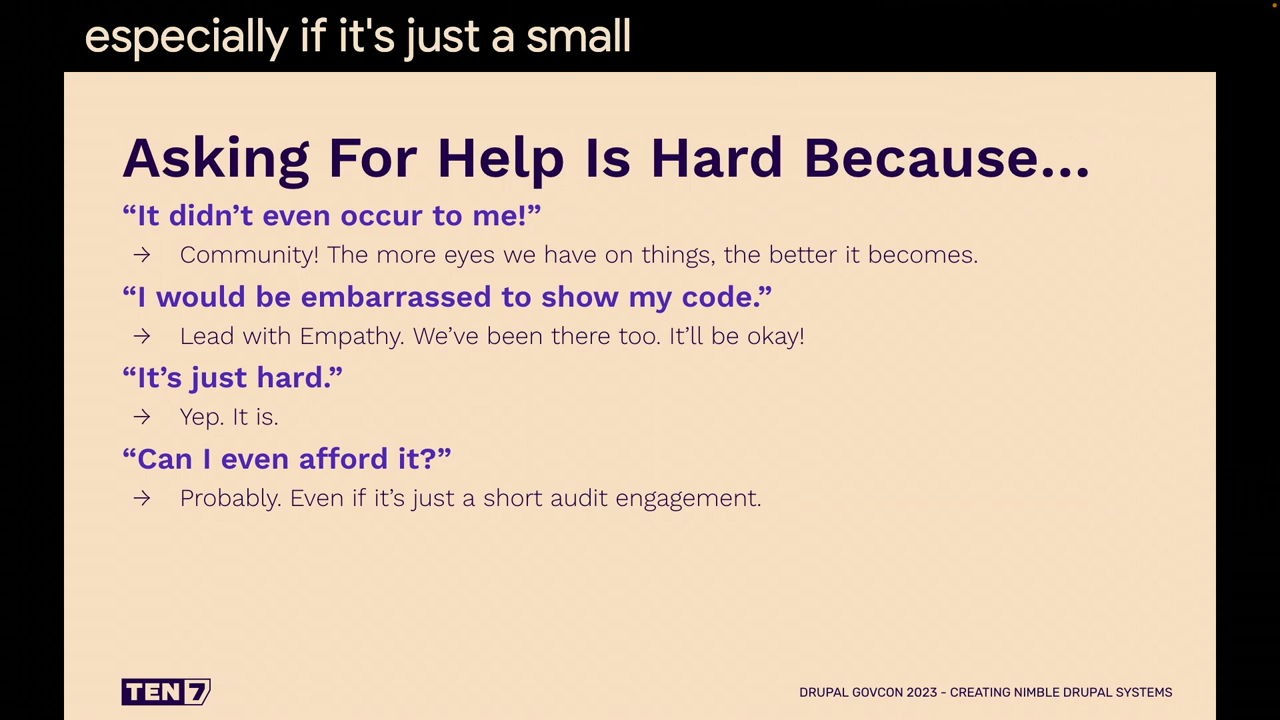 especially if it's just a small
Asking For Help Is Hard Because...
“It didn’t even occur to me!”
→ Community! The more eyes we have on things, the better it becomes.
“I would be embarrassed to show my code.”
→ Lead with Empathy. We’ve been there too. It’ll be okay!
“It’s just hard.”
→ Yep. It is.
“Can I even afford it?”
→ Probably. Even if it’s just a short audit engagement.
TEN7
DRUPAL GOVCON 2023 - CREATING NIMBLE DRUPAL SYSTEMS